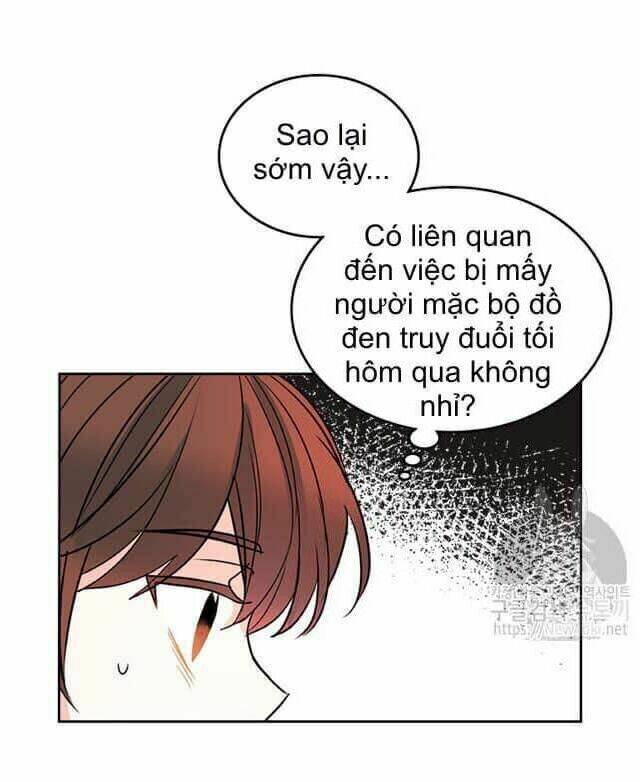 Sao lại
sớm vậy...
Có liên quan
đến việc bị mấy
người mặc bộ đồ
đen truy đuổi tối
hôm qua không
nhỉ?